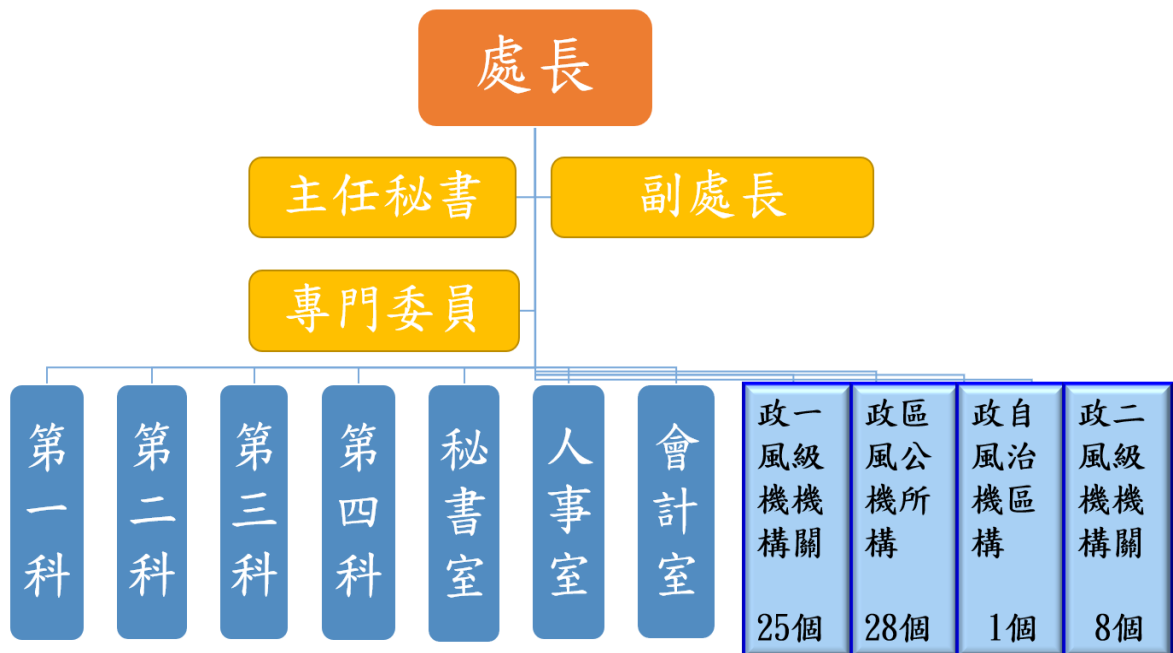 處長
主任秘書
副處長
專門委員
第一科
第二科
第三科
第四科
秘書室
人事室
會計室
一級機關
政風機構
25個
區公所
政風機構
28個
自治區
政風機構
1個
二級機關
政風機構
8個